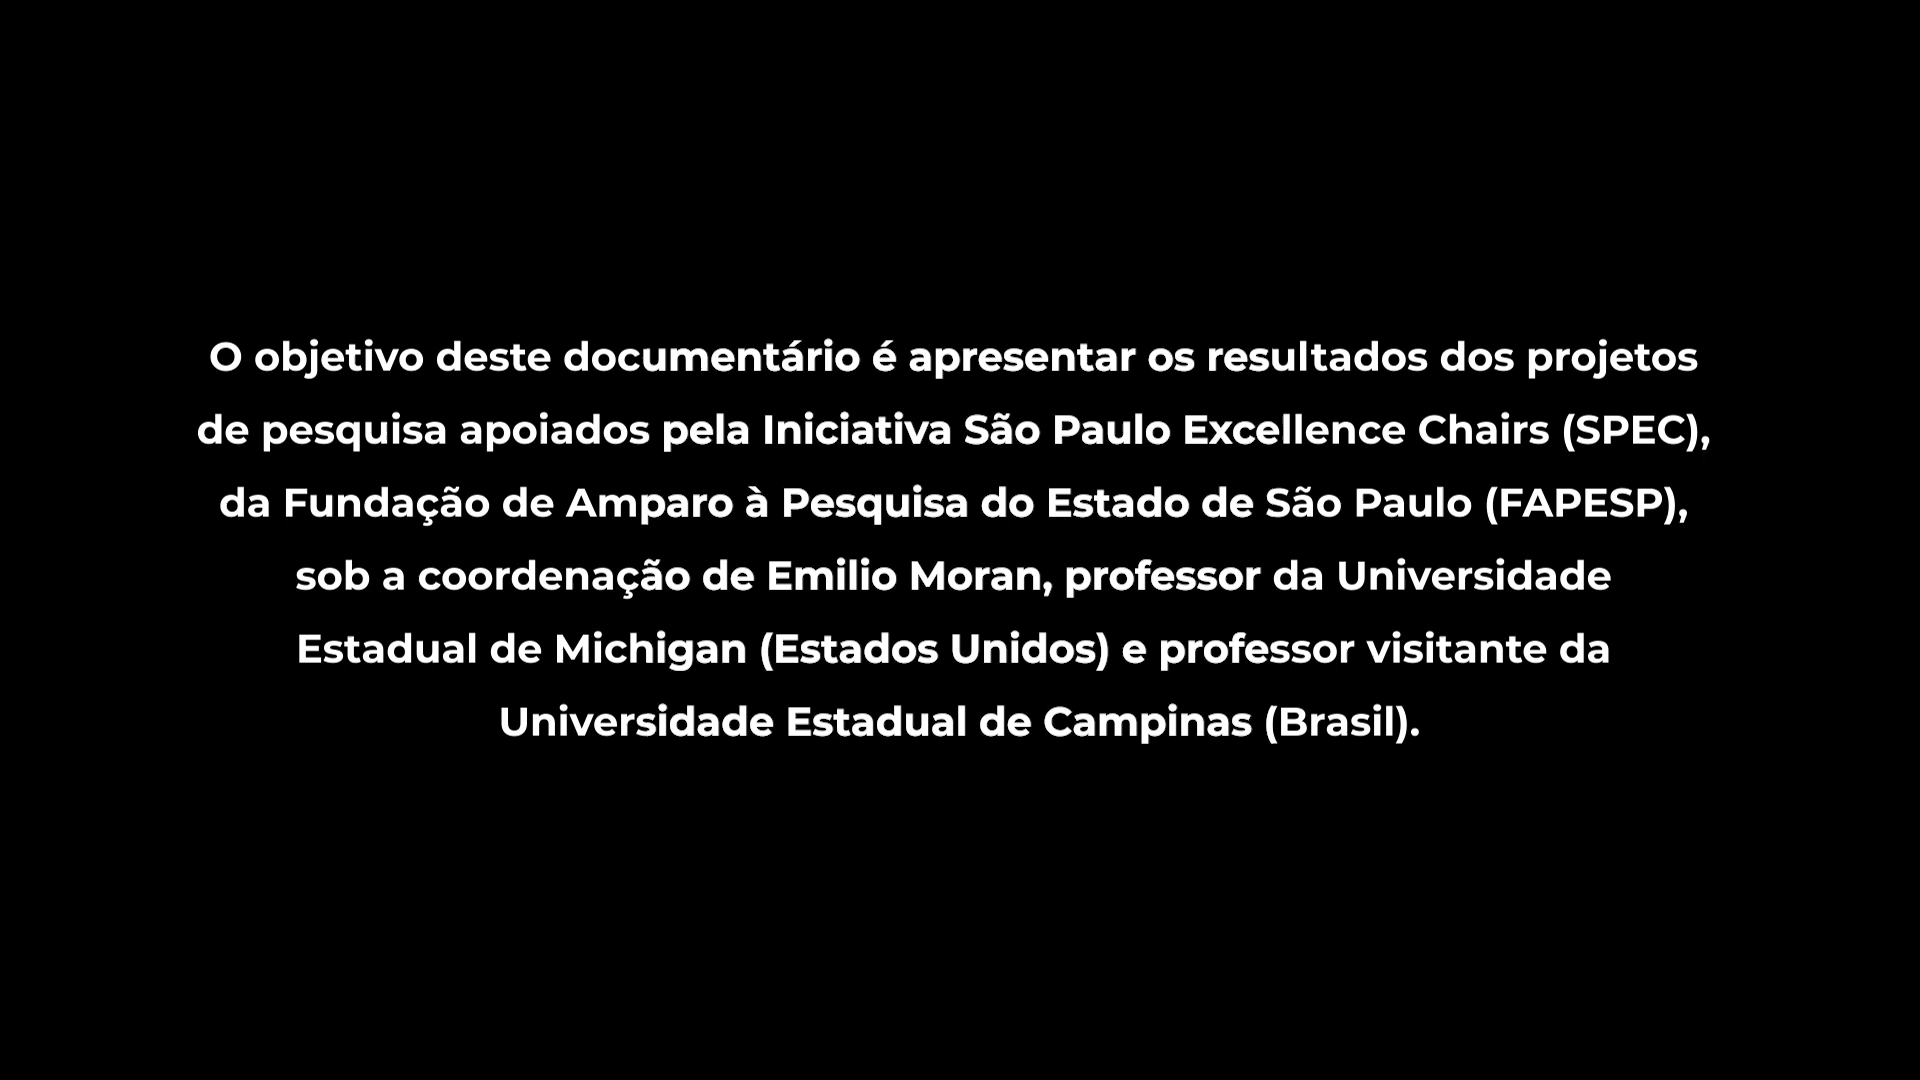 O objetivo deste documentário é apresentar os resultados dos projetos
de pesquisa apoiados pela Iniciativa São Paulo Excellence Chairs (SPEC),
da Fundação de Amparo à Pesquisa do Estado de São Paulo (FAPESP),
sob a coordenação de Emilio Moran, professor da Universidade
Estadual de Michigan (Estados Unidos) e professor visitante da
Universidade Estadual de Campinas (Brasil).